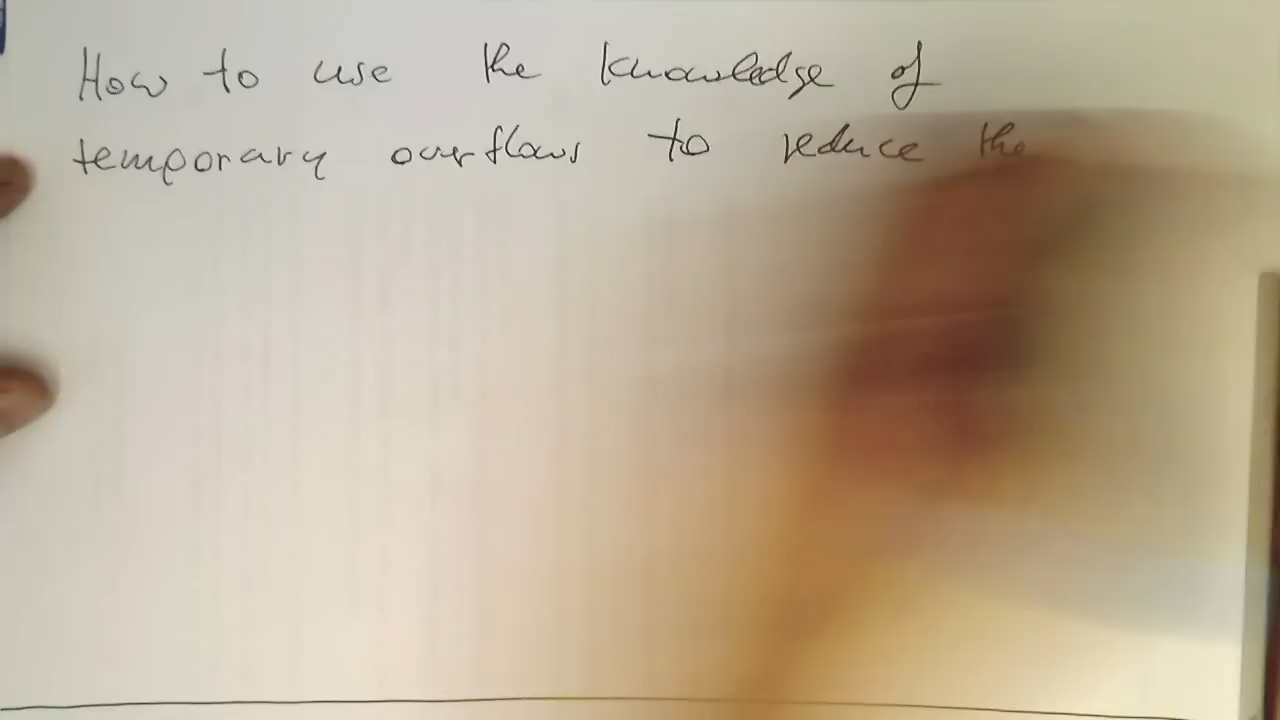 How to use the knowledge of
temporary overflows to reduce the